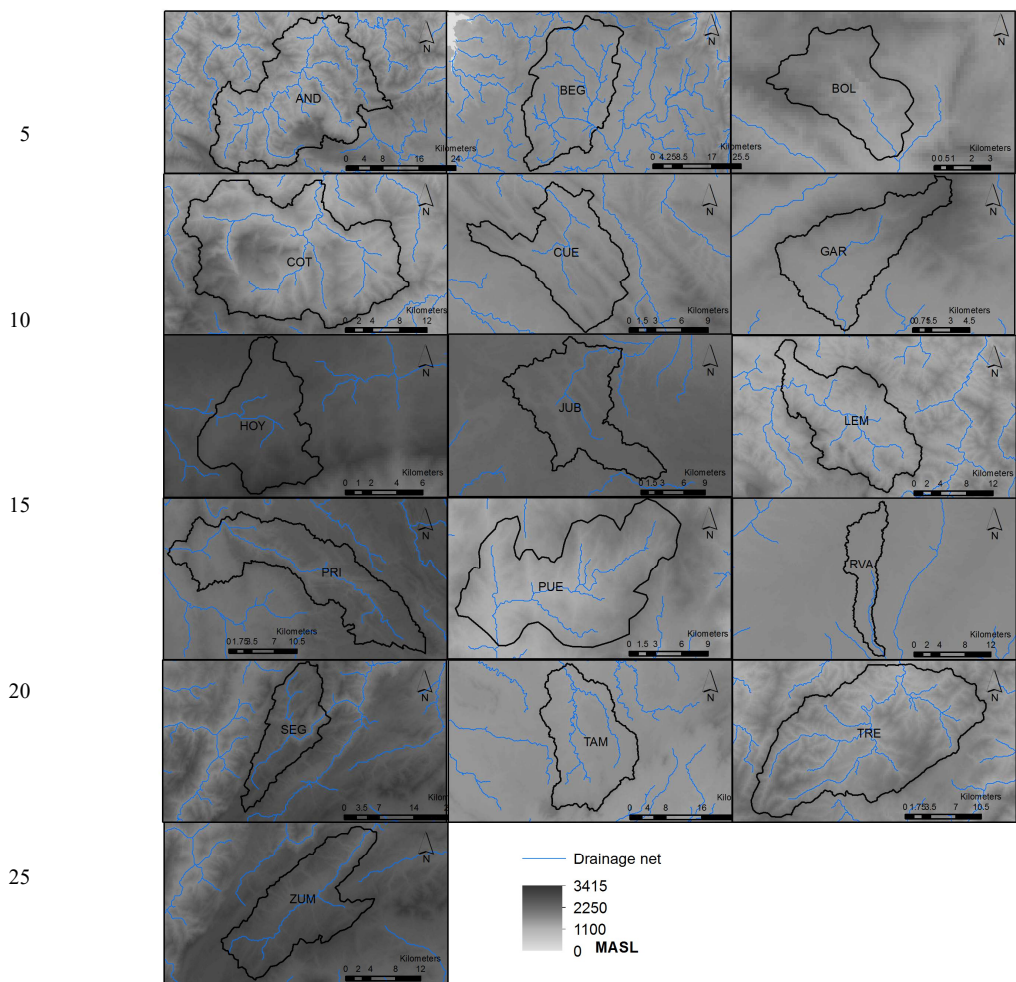 N
N
N
5
AND
BEG
BOL
Kilometers
Kilometers
Kilometers
0 4 8 16 24
0 4.25 8.5 17 25.5
0 0.5 1 2 3
N
N
N
COT
CUE
GAR
10
Kilometers
Kilometers
Kilometers
0 2 4 8 12
0 1.5 3 6 9
0 0.75 1.5 3 4.5
N
N
N
HOY
JUB
LEM
Kilometers
Kilometers
Kilometers
0 1 2 4 6
0 1.5 3 6 9
0 2 4 8 12
15
N
N
N
PRI
PUE
RVA
Kilometers
Kilometers
Kilometers
0 1.75 3.5 7 10.5
0 1.5 3 6 9
0 2 4 8 12
20
N
N
N
SEG
TAM
TRE
Kilom
Kilo
Kilometers
0 3.5 7 14 2
0 4 8 16
0 1.75 3.5 7 10.5
25
N
ZUM
Kilometers
0 2 4 8 12
Drainage net
3415
2250
1100
0 MASL